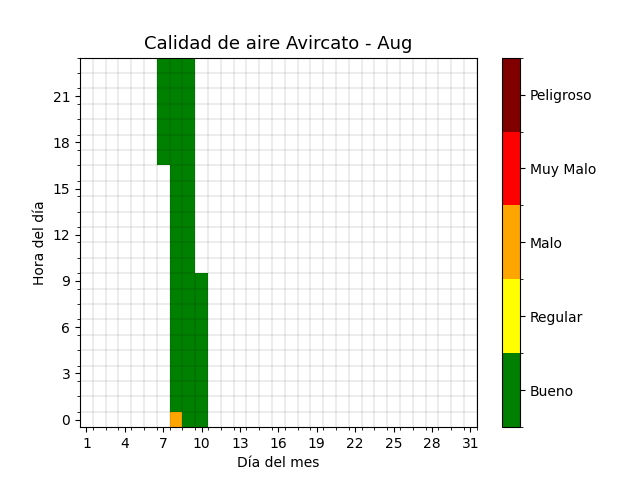 Calidad de aire Avircato - Aug
21
18
15
12
9
6
3
0
Hora del día
1 4 7 10 13 16 19 22 25 28 31
Día del mes
Peligroso
Muy Malo
Malo
Regular
Bueno